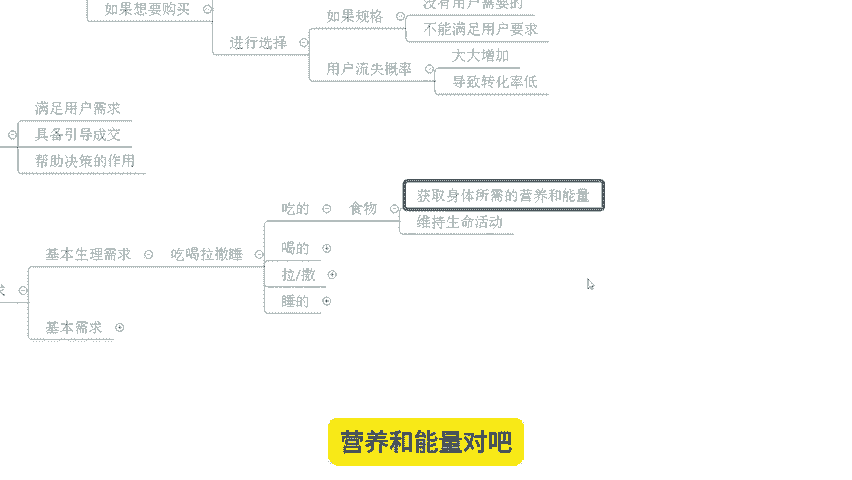 如果想要购买
进行选择
如果规格
没有用户需要的
不能满足用户要求
用户流失概率
大大增加
导致转化率低
满足用户需求
具备引导成交
帮助决策的作用
基本生理需求
吃喝拉撒睡
吃的
食物
获取身体所需的营养和能量
维持生命活动
喝的
拉/撒
睡的
求
基本需求
营养和能量对吧